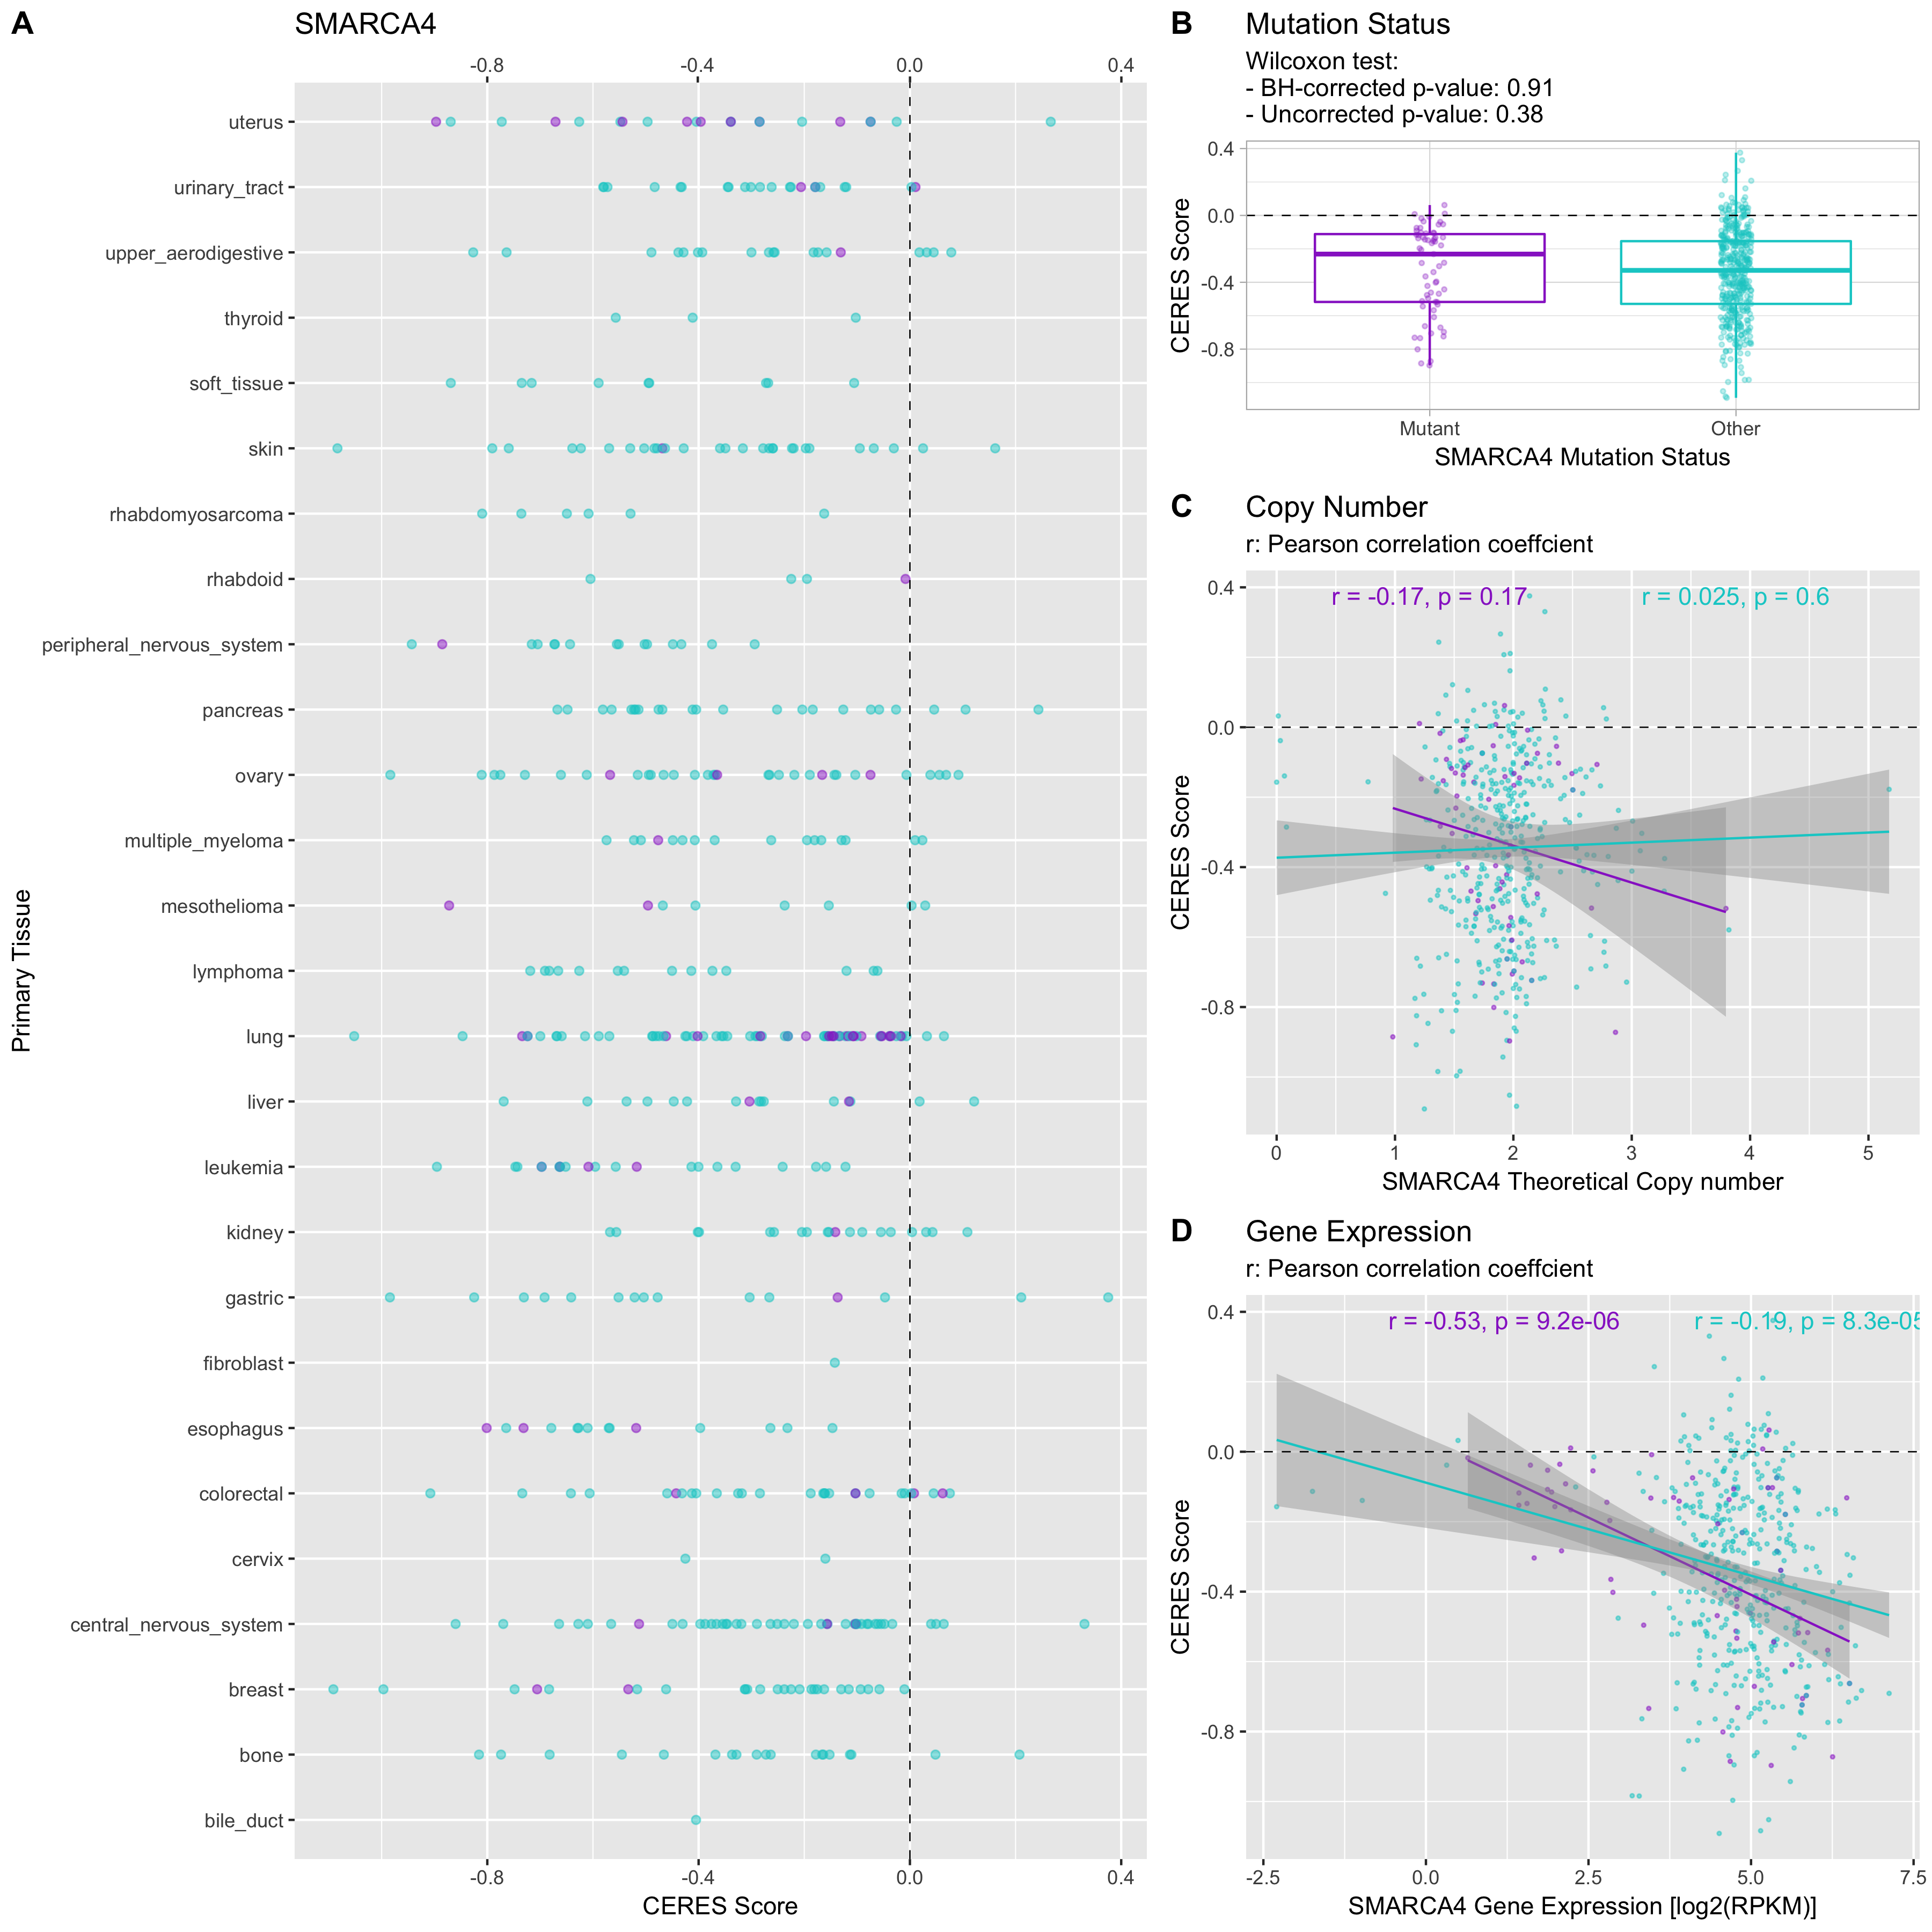 A
SMARCA4
-0.8 -0.4 0.0 0.4
uterus
urinary_tract
upper_aerodigestive
thyroid
soft_tissue
skin
rhabdomyosarcoma
rhabdoid
peripheral_nervous_system
pancreas
ovary
multiple_myeloma
mesothelioma
lymphoma
lung
liver
leukemia
kidney
gastric
fibroblast
esophagus
colorectal
cervix
central_nervous_system
breast
bone
bile_duct
Primary Tissue
-0.8 -0.4 0.0 0.4
CERES Score
B
Mutation Status
Wilcoxon test:
- BH-corrected p-value: 0.91
- Uncorrected p-value: 0.38
0.4
0.0
-0.4
-0.8
CERES Score
Mutant Other
SMARCA4 Mutation Status
C
Copy Number
r: Pearson correlation coeffcient
r = -0.17, p = 0.17 r = 0.025, p = 0.6
0.4
0.0
-0.4
-0.8
CERES Score
0 1 2 3 4 5
SMARCA4 Theoretical Copy number
D
Gene Expression
r: Pearson correlation coeffcient
r = -0.53, p = 9.2e-06 r = -0.19, p = 8.3e-05
0.4
0.0
-0.4
-0.8
CERES Score
-2.5 0.0 2.5 5.0 7.5
SMARCA4 Gene Expression [log2(RPKM)]